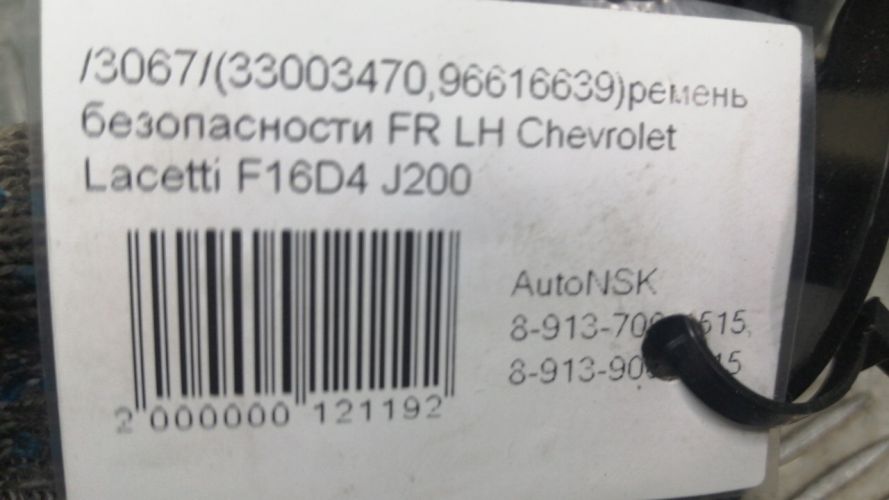 /3067/(33003470,96616639)ремень
безопасности FR LH Chevrolet
Lacetti F16D4 J200
AutoNSK
2 000000 121192